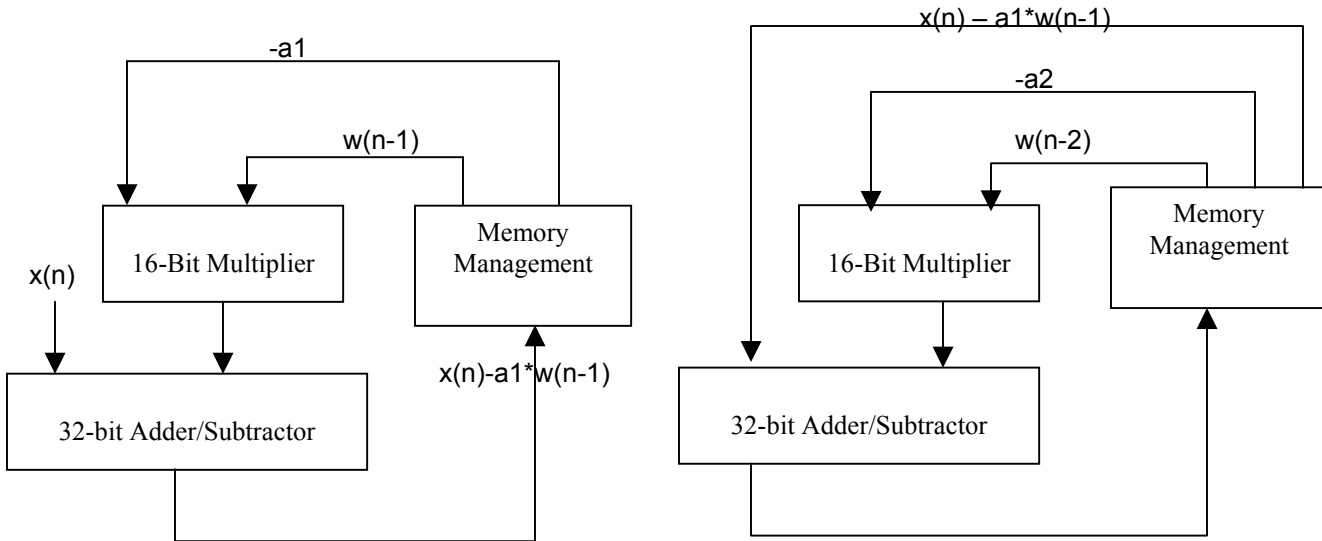 -a1
w(n-1)
16-Bit Multiplier
Memory
Management
x(n)
x(n)-a1*w(n-1)
32-bit Adder/Subtractor
x(n) – a1*w(n-1)
-a2
w(n-2)
16-Bit Multiplier
Memory
Management
32-bit Adder/Subtractor